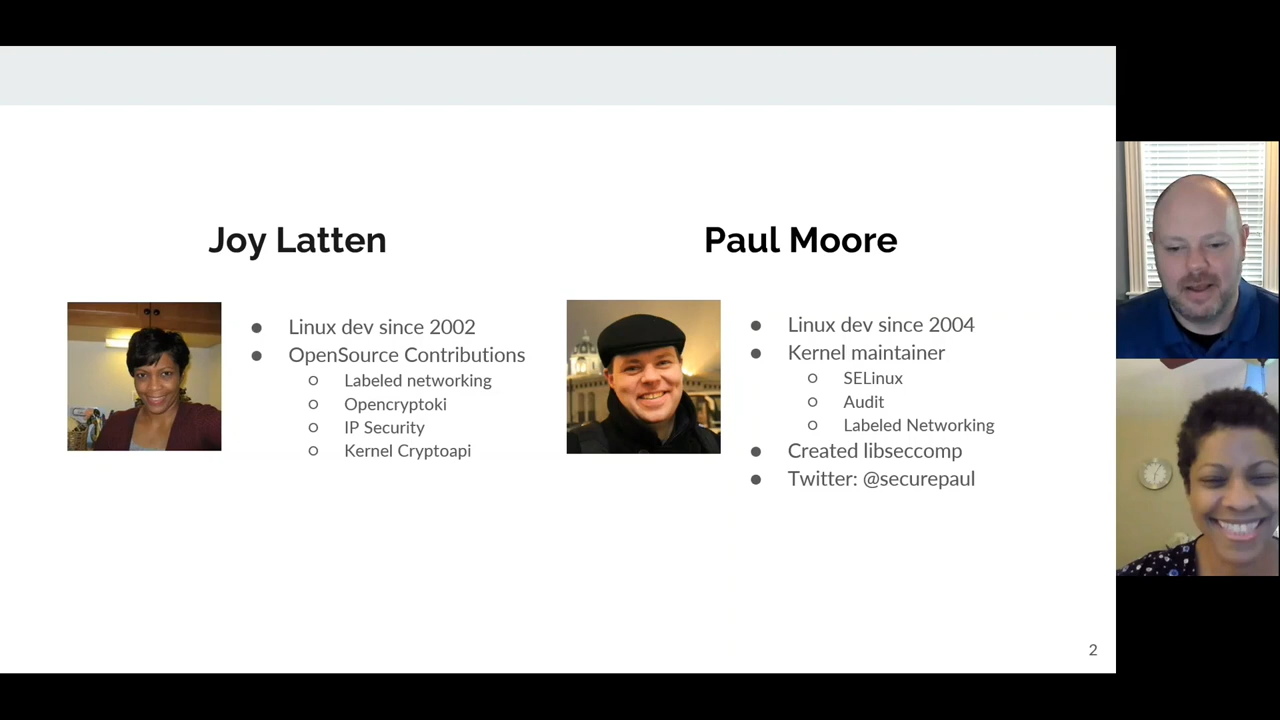 Joy Latten
Linux dev since 2002
OpenSource Contributions
Labeled networking
Opencryptoki
IP Security
Kernel Cryptoapi
Paul Moore
Linux dev since 2004
Kernel maintainer
SELinux
Audit
Labeled Networking
Created libseccomp
Twitter: @securepaul
2